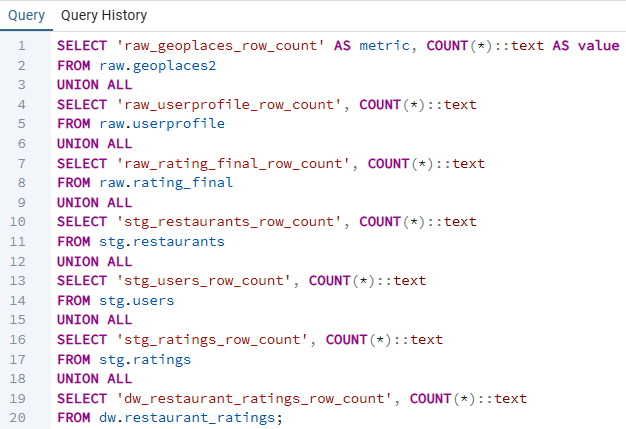 Query Query History
1 SELECT 'raw_geoplaces_row_count' AS metric, COUNT(*)::text AS value
2 FROM raw.geoplaces2
3 UNION ALL
4 SELECT 'raw_userprofile_row_count', COUNT(*)::text
5 FROM raw.userprofile
6 UNION ALL
7 SELECT 'raw_rating_final_row_count', COUNT(*)::text
8 FROM raw.rating_final
9 UNION ALL
10 SELECT 'stg_restaurants_row_count', COUNT(*)::text
11 FROM stg.restaurants
12 UNION ALL
13 SELECT 'stg_users_row_count', COUNT(*)::text
14 FROM stg.users
15 UNION ALL
16 SELECT 'stg_ratings_row_count', COUNT(*)::text
17 FROM stg.ratings
18 UNION ALL
19 SELECT 'dw_restaurant_ratings_row_count', COUNT(*)::text
20 FROM dw.restaurant_ratings;